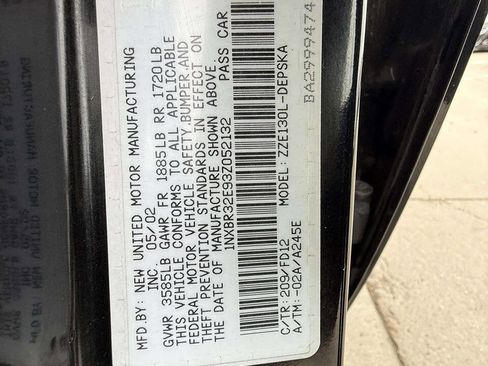 MFD.BY: NEW UNITED MOTOR MANUFACTURING
INC. 05/02
GVWR 3585LB GAWR FR 1885LB RR 1720LB
THIS VEHICLE CONFORMS TO ALL APPLICABLE
FEDERAL MOTOR VEHICLE SAFETY,BUMPER,AND
THEFT PREVENTION STANDARDS IN EFFECT ON
THE DATE OF MANUFACTURE SHOWN ABOVE.
1NXBR32E93Z052132 PASS CAR
C/TR: 209/FD12 MODEL: ZZE130L-DEPSKA
A/TM: -02A/A245E
BA2999474